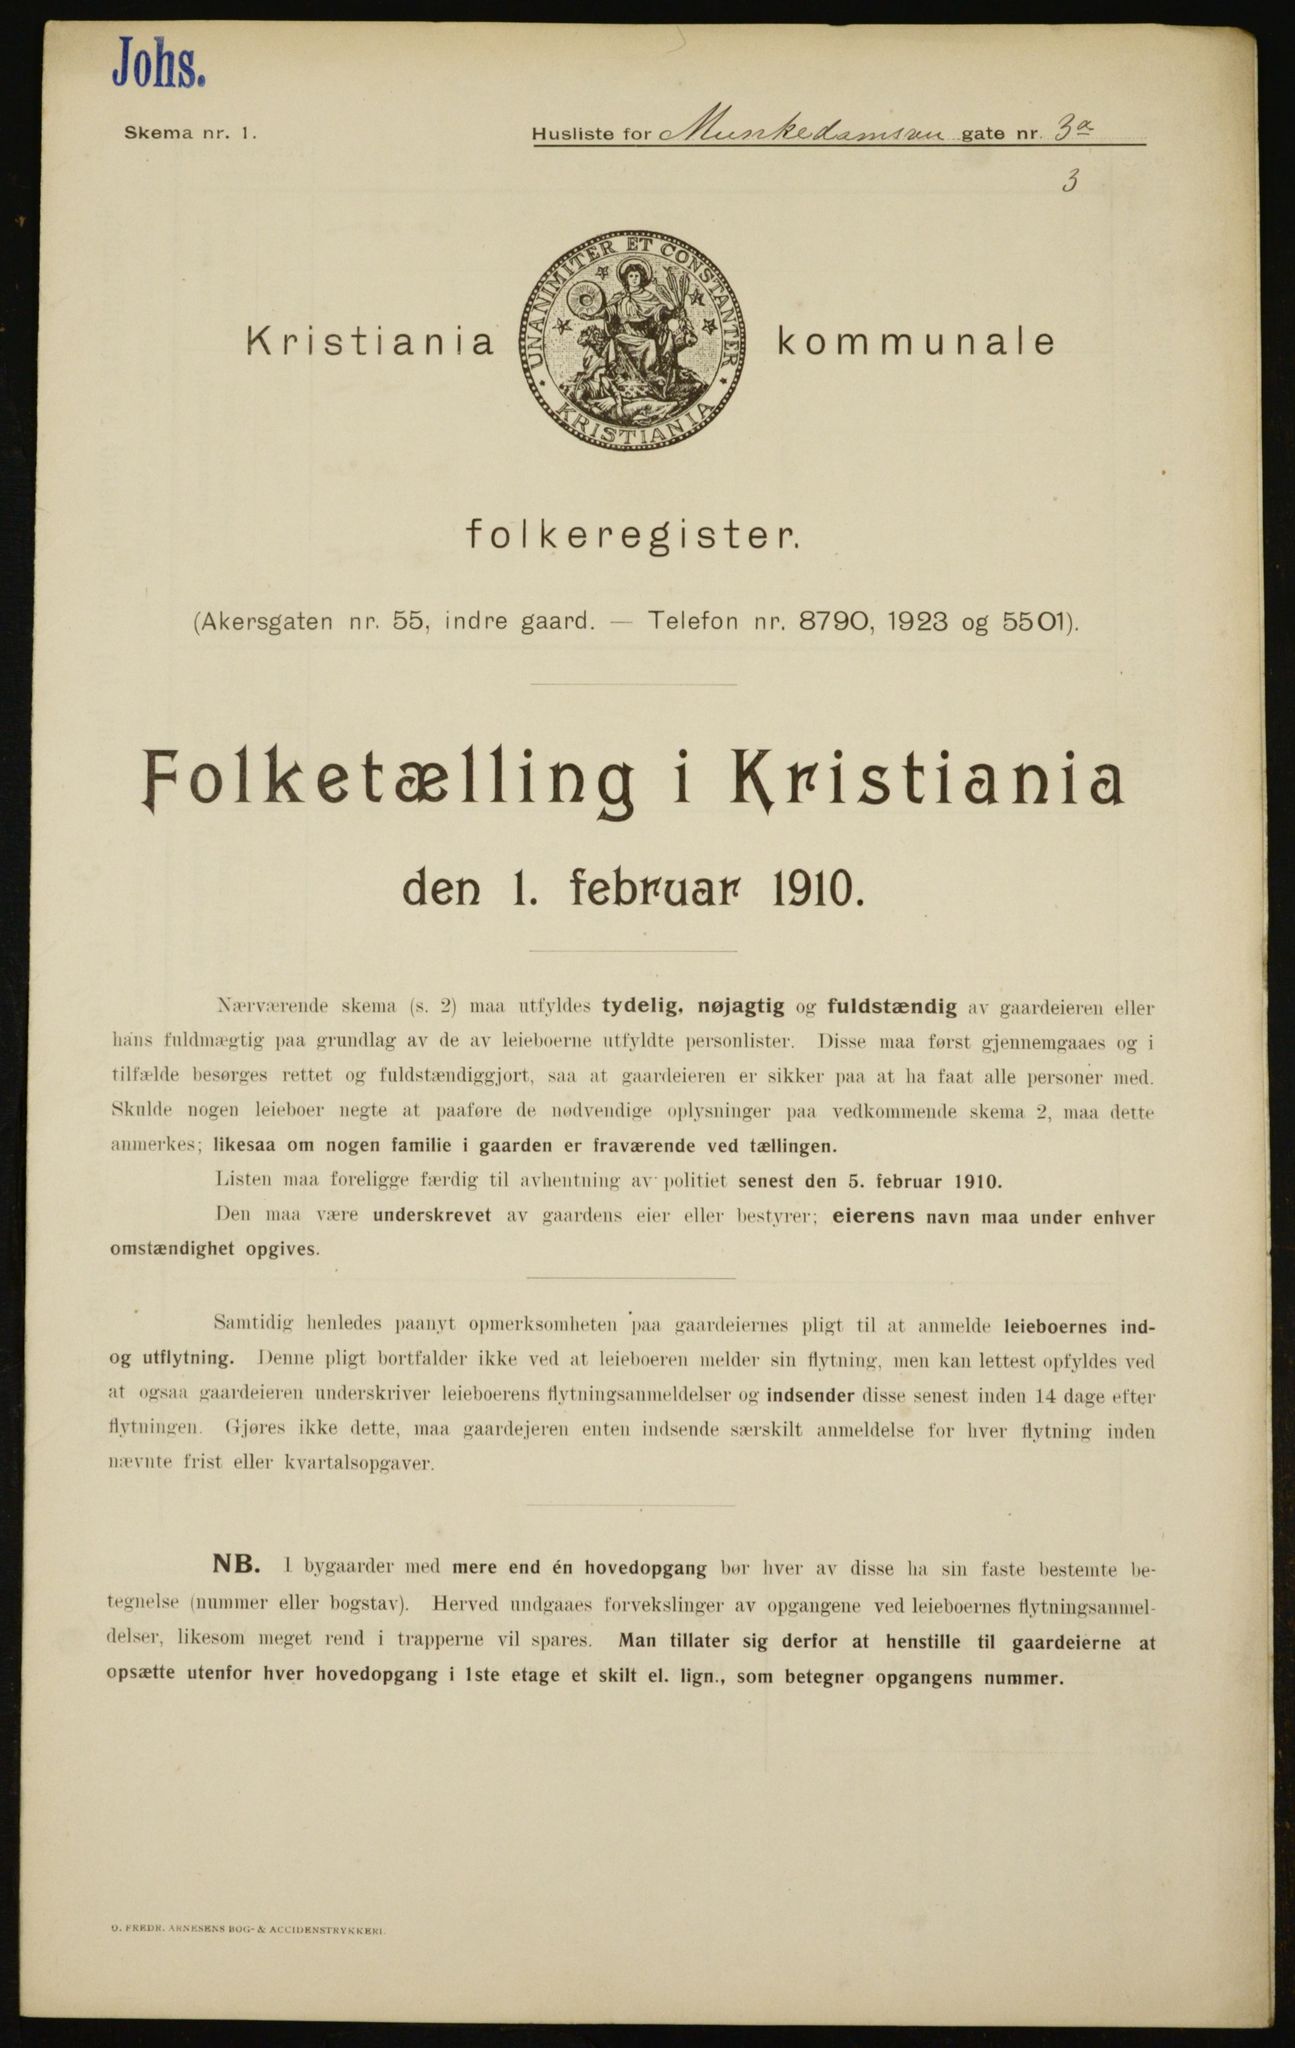 Johs.
Skema nr. 1.
Husliste for Munkedamsven gate nr. 3a
3
UNANIMITER ET CONSTANTER
KRISTIANIA
Kristiania kommunale
folkeregister.
(Akersgaten nr. 55, indre gaard. — Telefon nr. 8790, 1923 og 5501).
Folketælling i Kristiania
den 1. februar 1910.
Nærværende skema (s. 2) maa utfyldes tydelig, nøjagtig og fuldstændig av gaardeieren eller
hans fuldmægtig paa grundlag av de av leieboerne utfyldte personlister. Disse maa først gjennemgaaes og i
tilfælde besørges rettet og fuldstændiggjort, saa at gaardeieren er sikker paa at ha faat alle personer med.
Skulde nogen leieboer negte at paaføre de nødvendige oplysninger paa vedkommende skema 2, maa dette
anmerkes; likesaa om nogen familie i gaarden er fraværende ved tællingen.
Listen maa foreligge færdig til avhentning av politiet senest den 5. februar 1910.
Den maa være underskrevet av gaardens eier eller bestyrer; eierens navn maa under enhver
omstændighet opgives.
Samtidig henledes paanyt opmerksomheten paa gaardeiernes pligt til at anmelde leieboernes ind-
og utflytning. Denne pligt bortfalder ikke ved at leieboeren melder sin flytning, men kan lettest opfyldes ved
at ogsaa gaardeieren underskriver leieboerens flytningsanmeldelser og indsender disse senest inden 14 dage efter
flytningen. Gjøres ikke dette, maa gaardejeren enten indsende særskilt anmeldelse for hver flytning inden
nævnte frist eller kvartalsopgaver.
NB. I bygaarder med mere end én hovedopgang bør hver av disse ha sin faste bestemte be-
tegnelse (nummer eller bogstav). Herved undgaaes forvekslinger av opgangene ved leieboernes flytningsanmel-
delser, likesom meget rend i trapperne vil spares. Man tillater sig derfor at henstille til gaardeierne at
opsætte utenfor hver hovedopgang i 1ste etage et skilt el. lign., som betegner opgangens nummer.
O. FREDR. ARNESENS BOG- & ACCIDENSTRYKKERI.